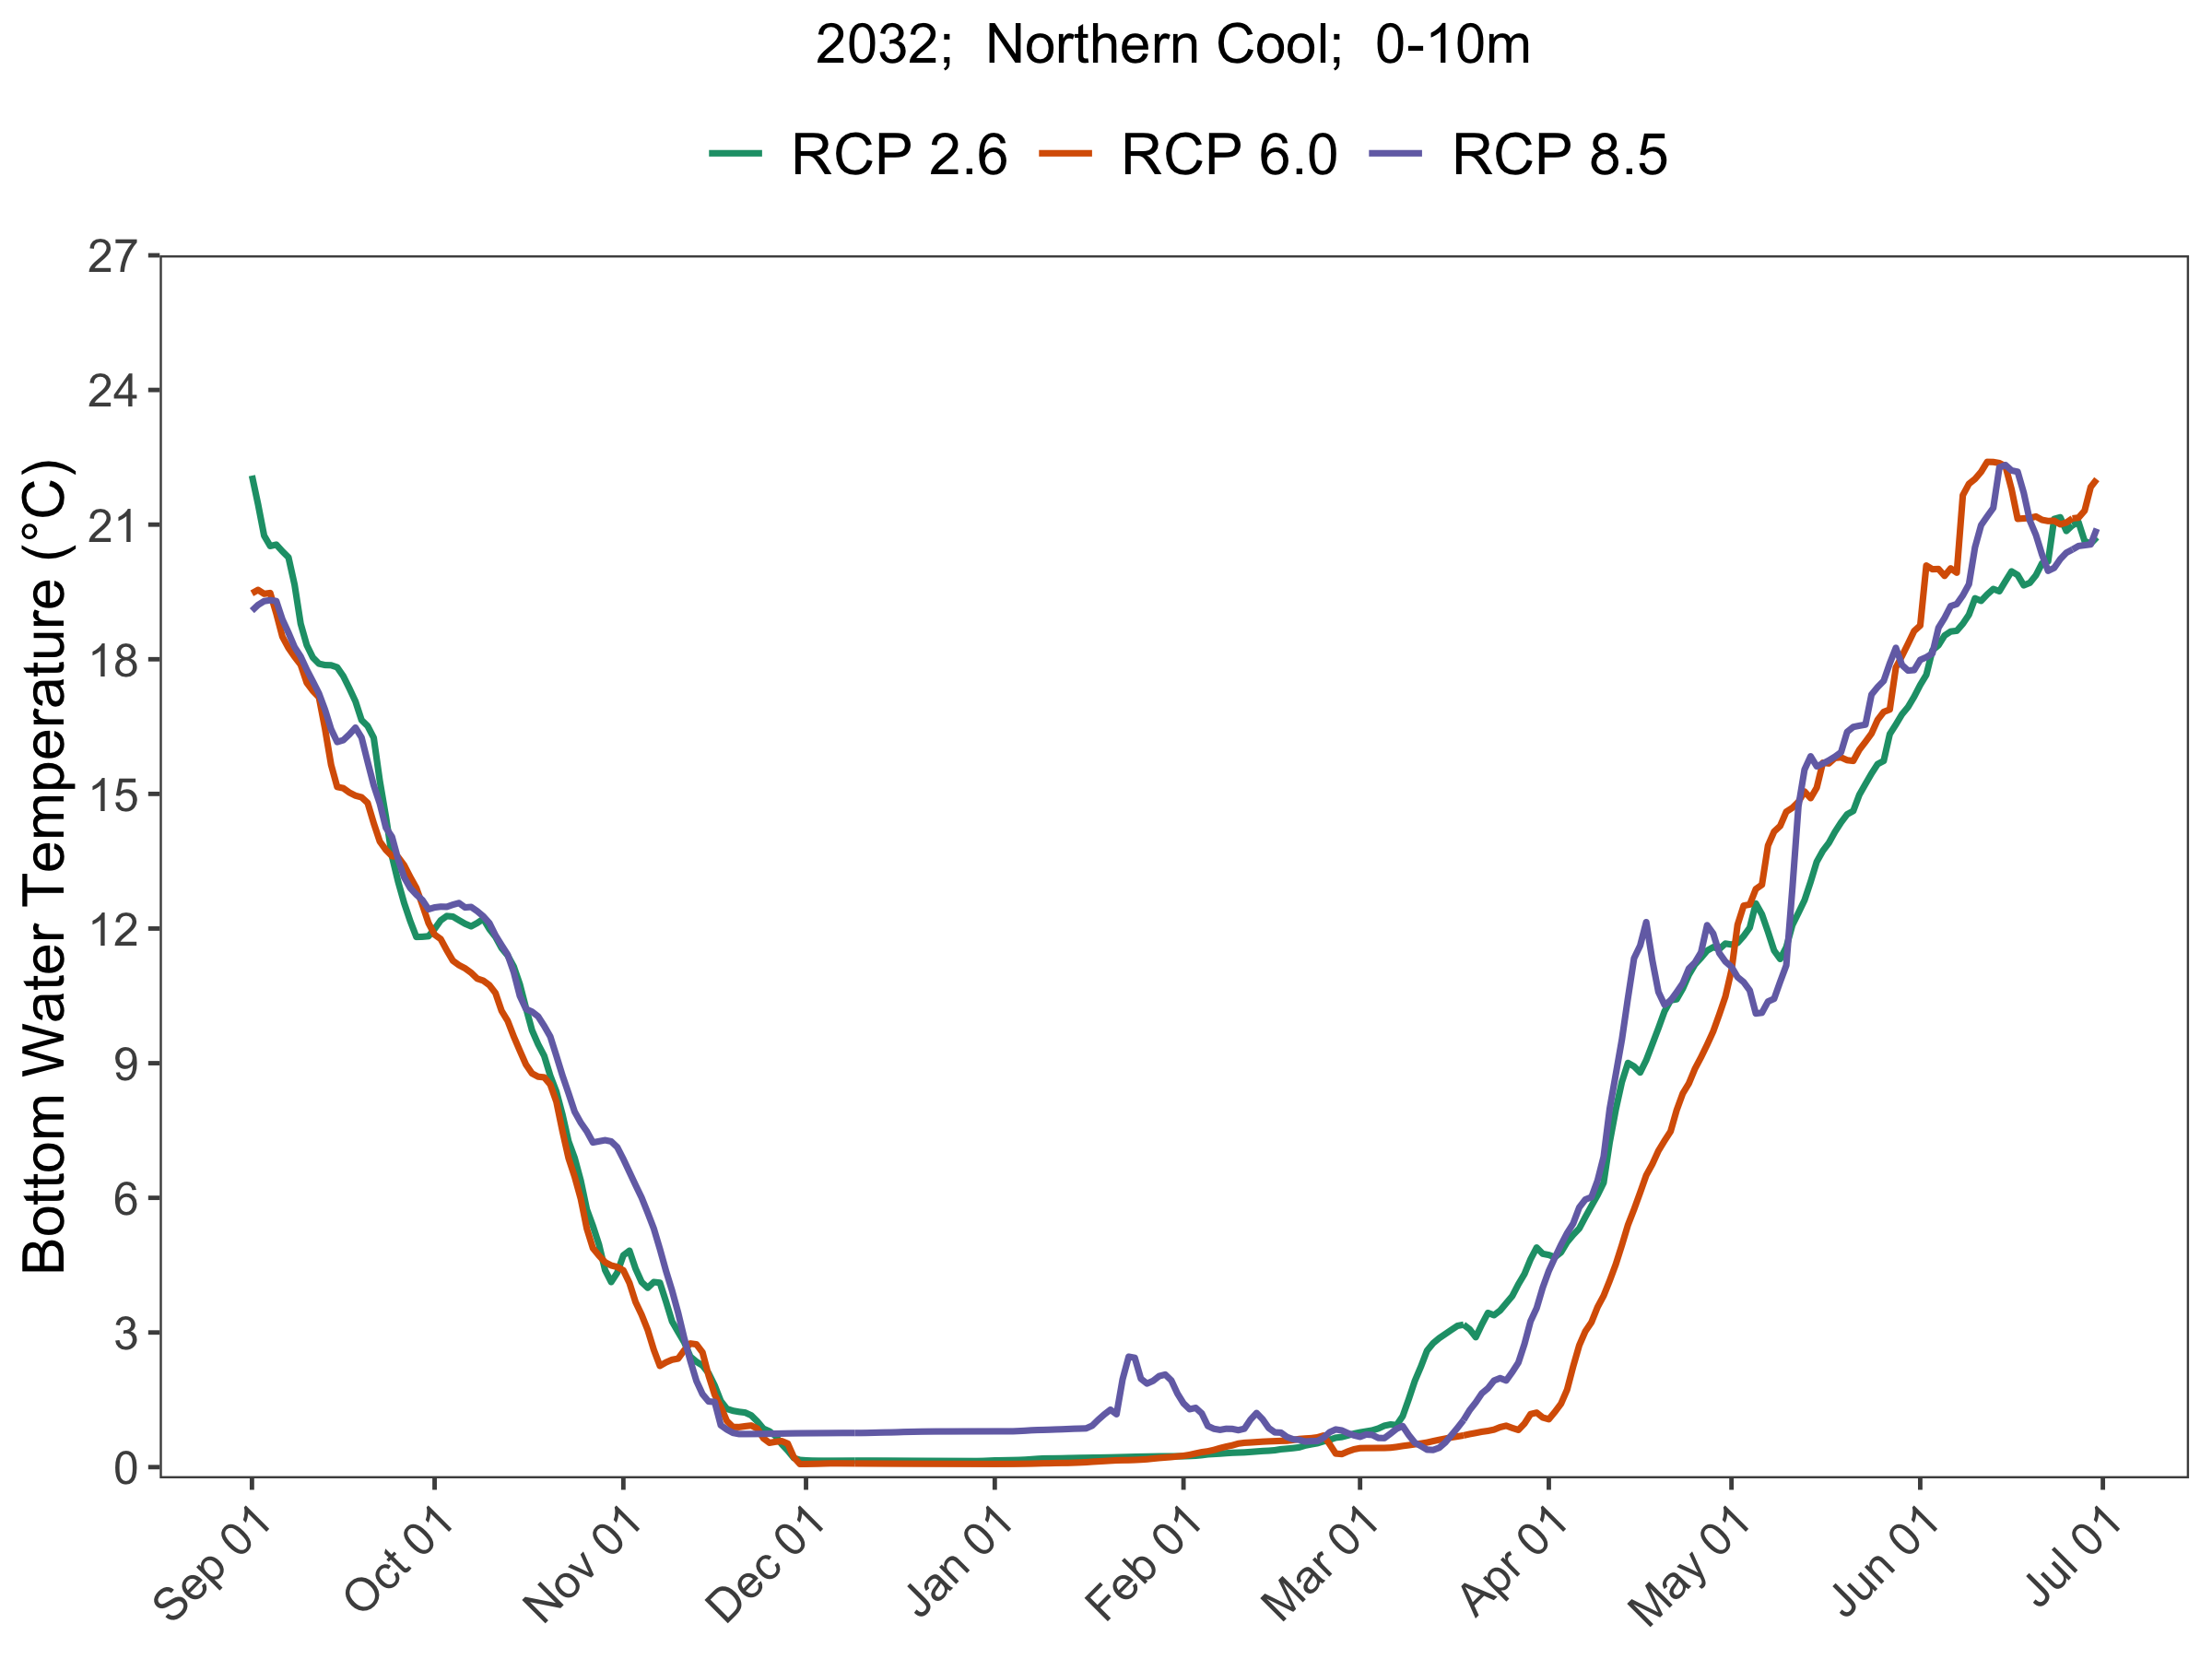 2032;  Northern Cool;  0-10m
RCP 2.6 RCP 6.0 RCP 8.5
Bottom Water Temperature (°C)
27
24
21
18
15
12
9
6
3
0
Sep 01 Oct 01 Nov 01 Dec 01 Jan 01 Feb 01 Mar 01 Apr 01 May 01 Jun 01 Jul 01